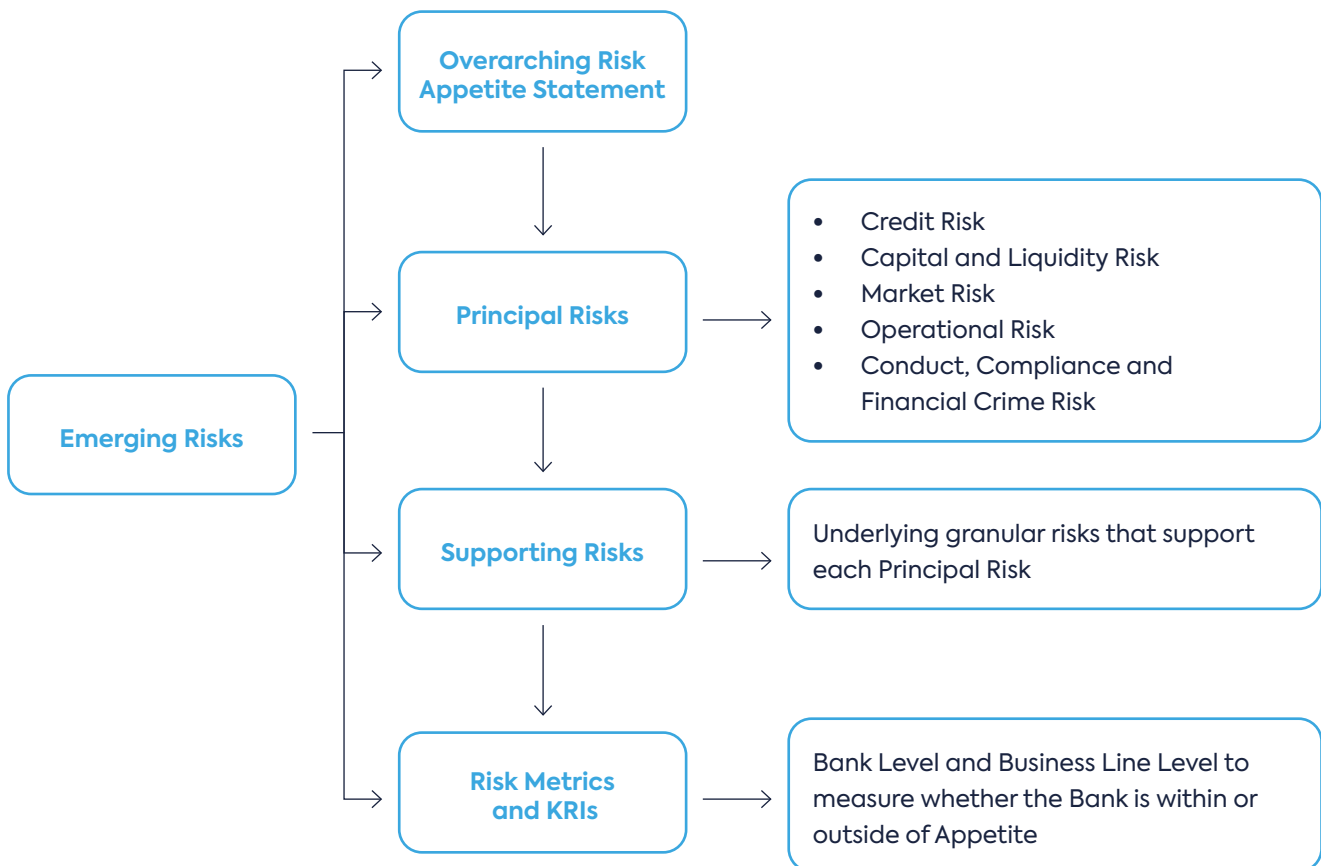 Overarching Risk
Appetite Statement
Principal Risks
• Credit Risk
• Capital and Liquidity Risk
• Market Risk
• Operational Risk
• Conduct, Compliance and
Financial Crime Risk
Emerging Risks
Supporting Risks
Underlying granular risks that support
each Principal Risk
Risk Metrics
and KRIs
Bank Level and Business Line Level to
measure whether the Bank is within or
outside of Appetite